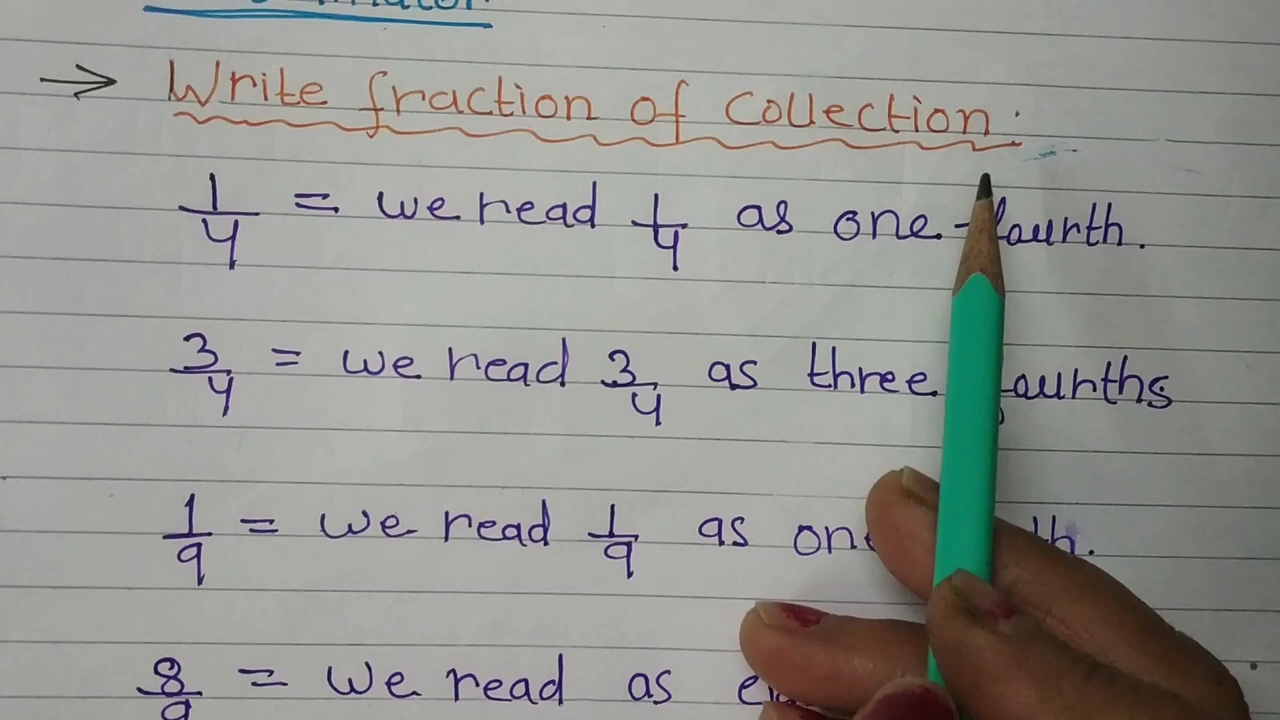 → Write fraction of Collection.
1/4 = we read 1/4 as one-fourth.
3/4 = we read 3/4 as three fourths
1/9 = we read 1/9 as
8/9 = we read as